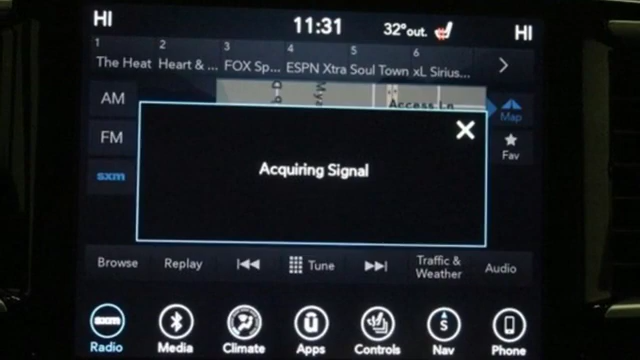 HI 11:31 32°out. HI
1 2 3 4 5 6
The Heat Heart & ... FOX Sp... ESPN Xtra Soul Town xL Sirius...
AM
Access Ln
Map
FM
Fav
sxm
Acquiring Signal
Browse Replay Tune Traffic &
Weather Audio
sxm ü S
Radio Media Climate Apps Controls Nav Phone